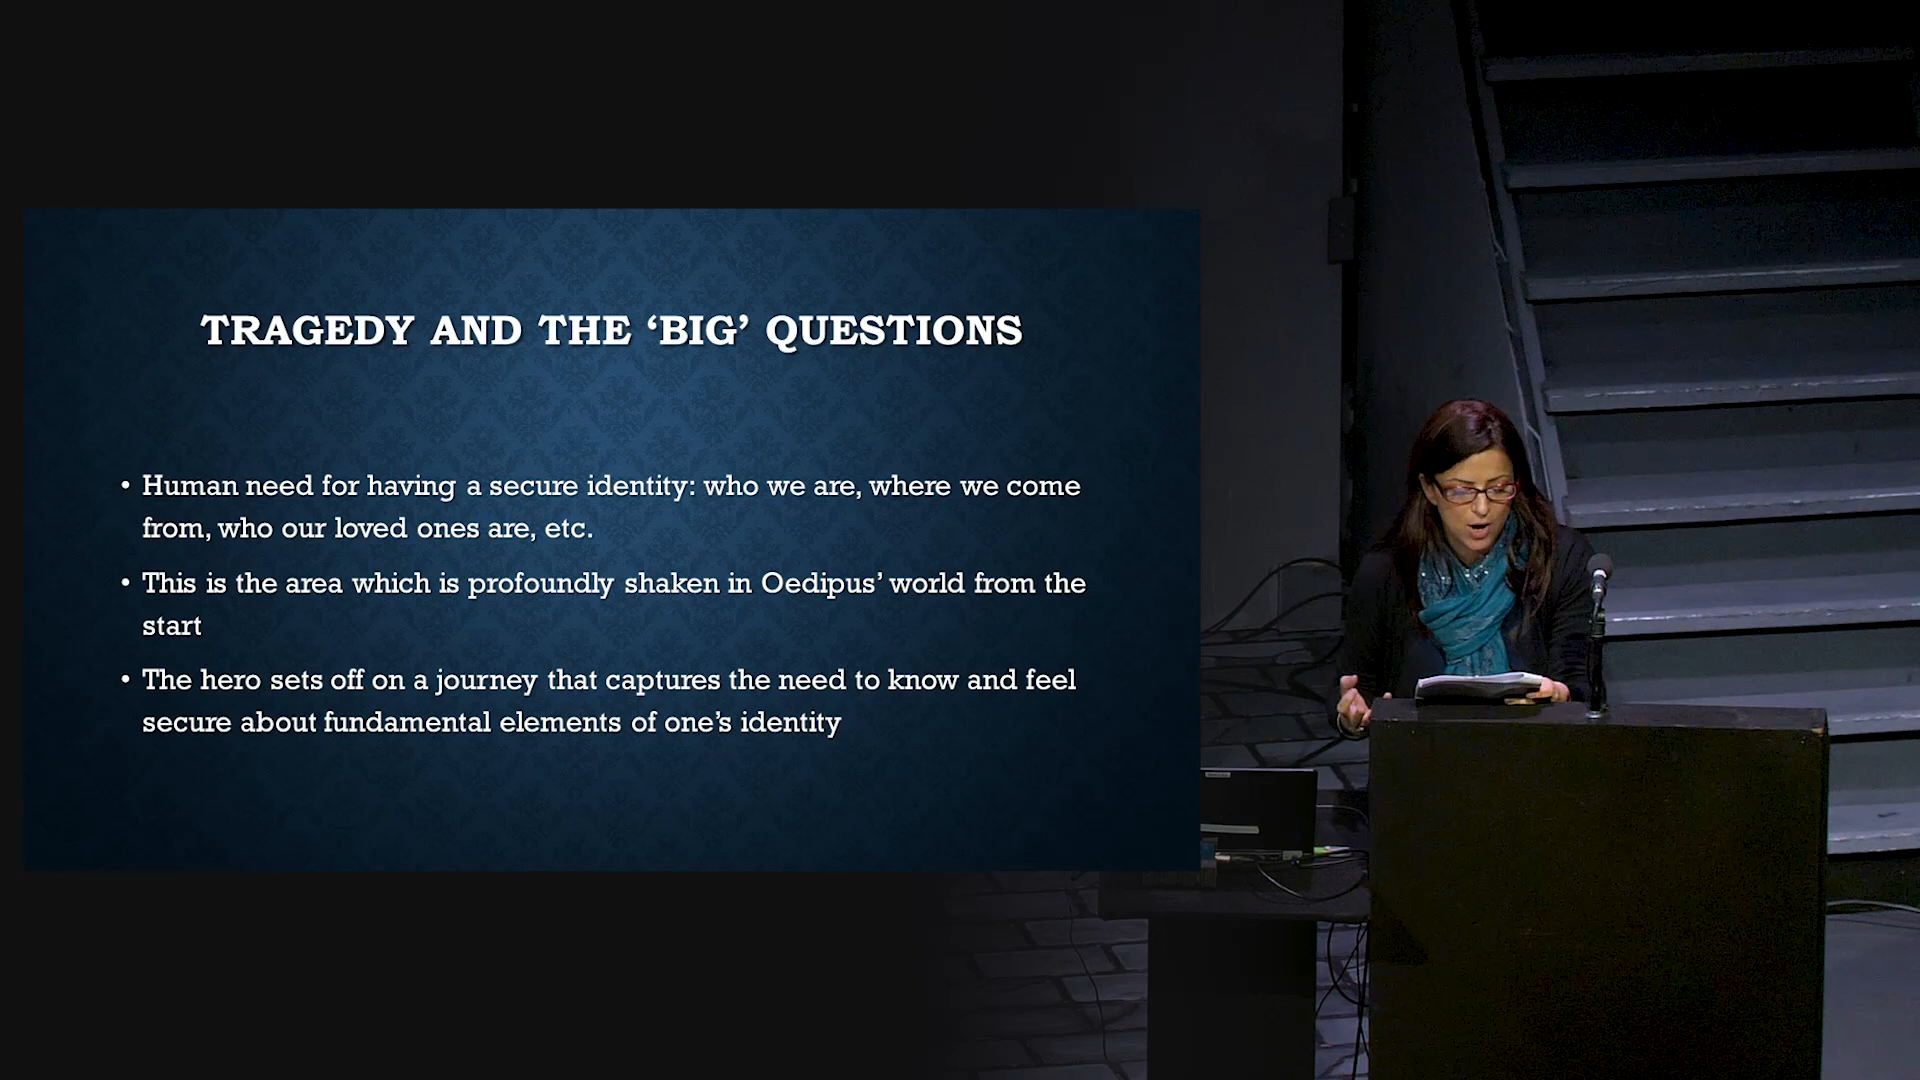 TRAGEDY AND THE ‘BIG’ QUESTIONS
• Human need for having a secure identity: who we are, where we come
from, who our loved ones are, etc.
• This is the area which is profoundly shaken in Oedipus’ world from the
start
• The hero sets off on a journey that captures the need to know and feel
secure about fundamental elements of one’s identity